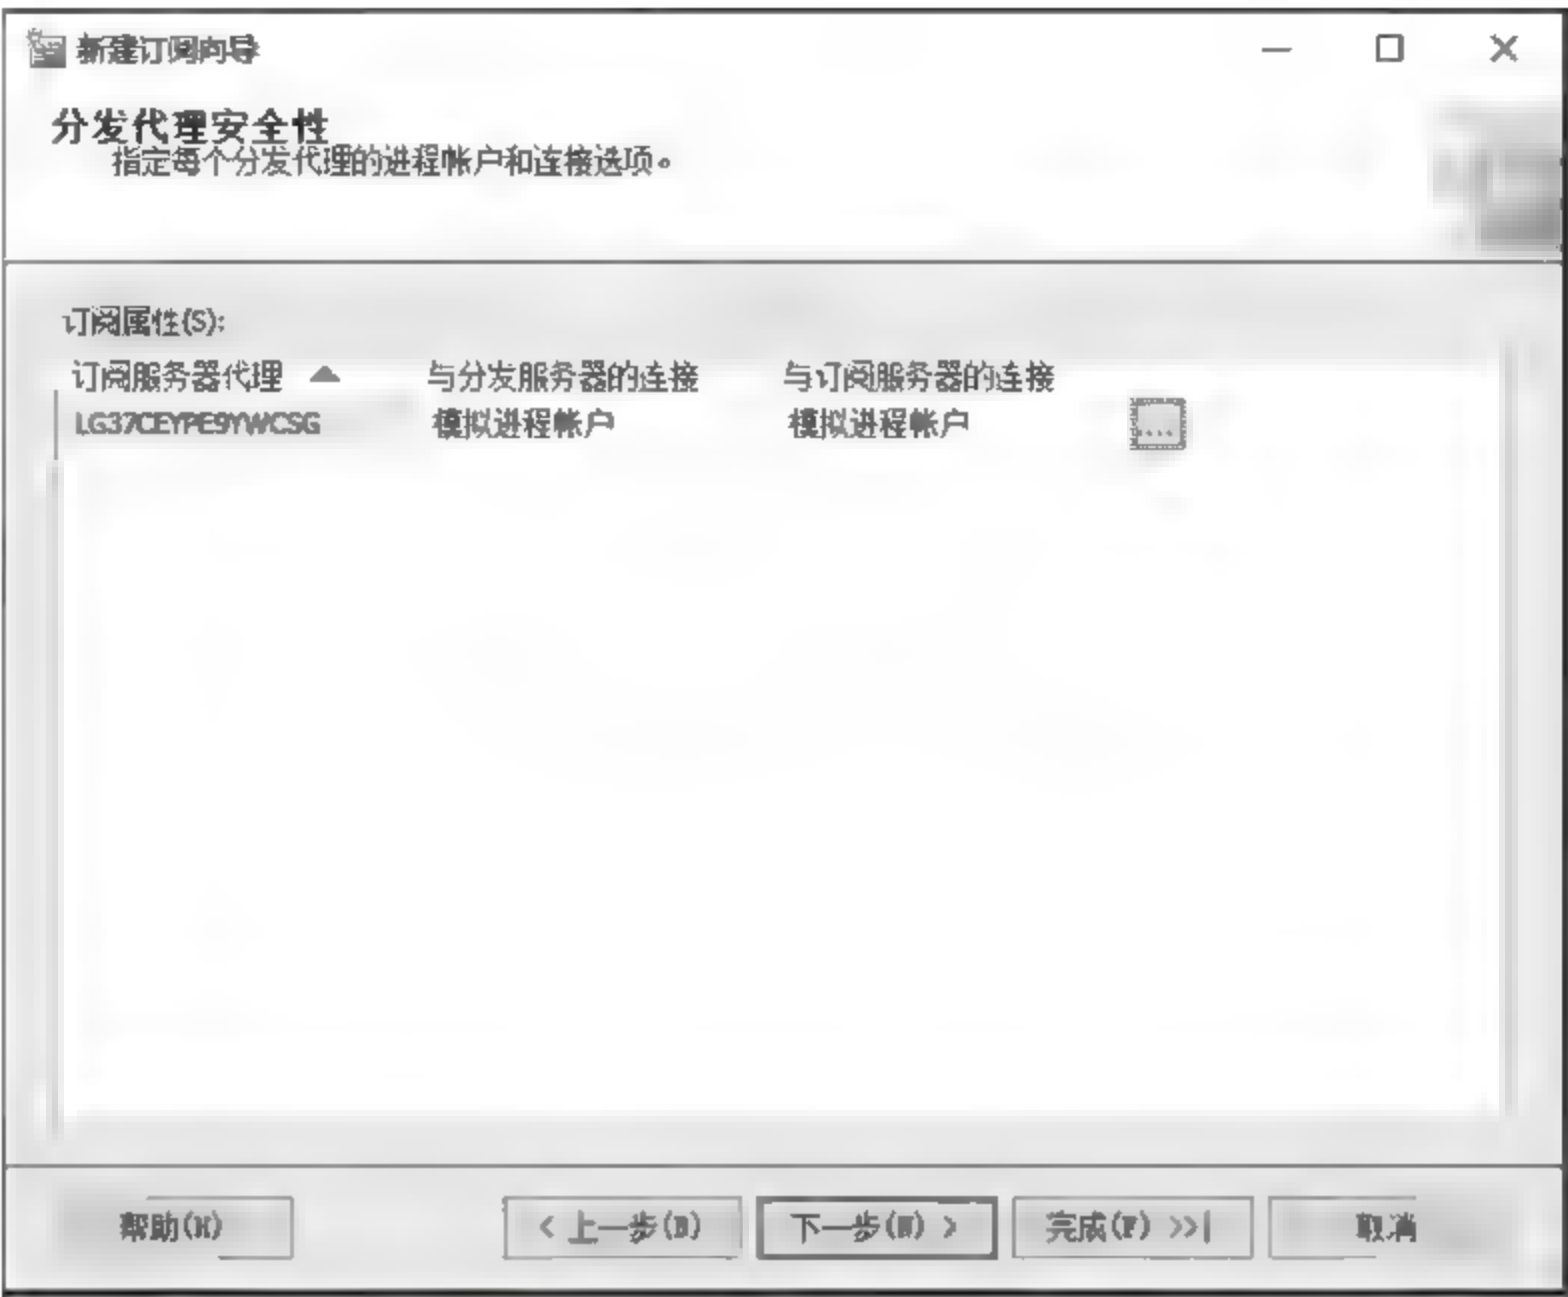 新建订阅向导
分发代理安全性
指定每个分发代理的进程帐户和连接选项。
订阅属性(S):
订阅服务器代理 与分发服务器的连接 与订阅服务器的连接
LG37CEYPE9YWCSG 模拟进程帐户 模拟进程帐户 ...
帮助(H) < 上一步(B) 下一步(N) > 完成(F) >>| 取消